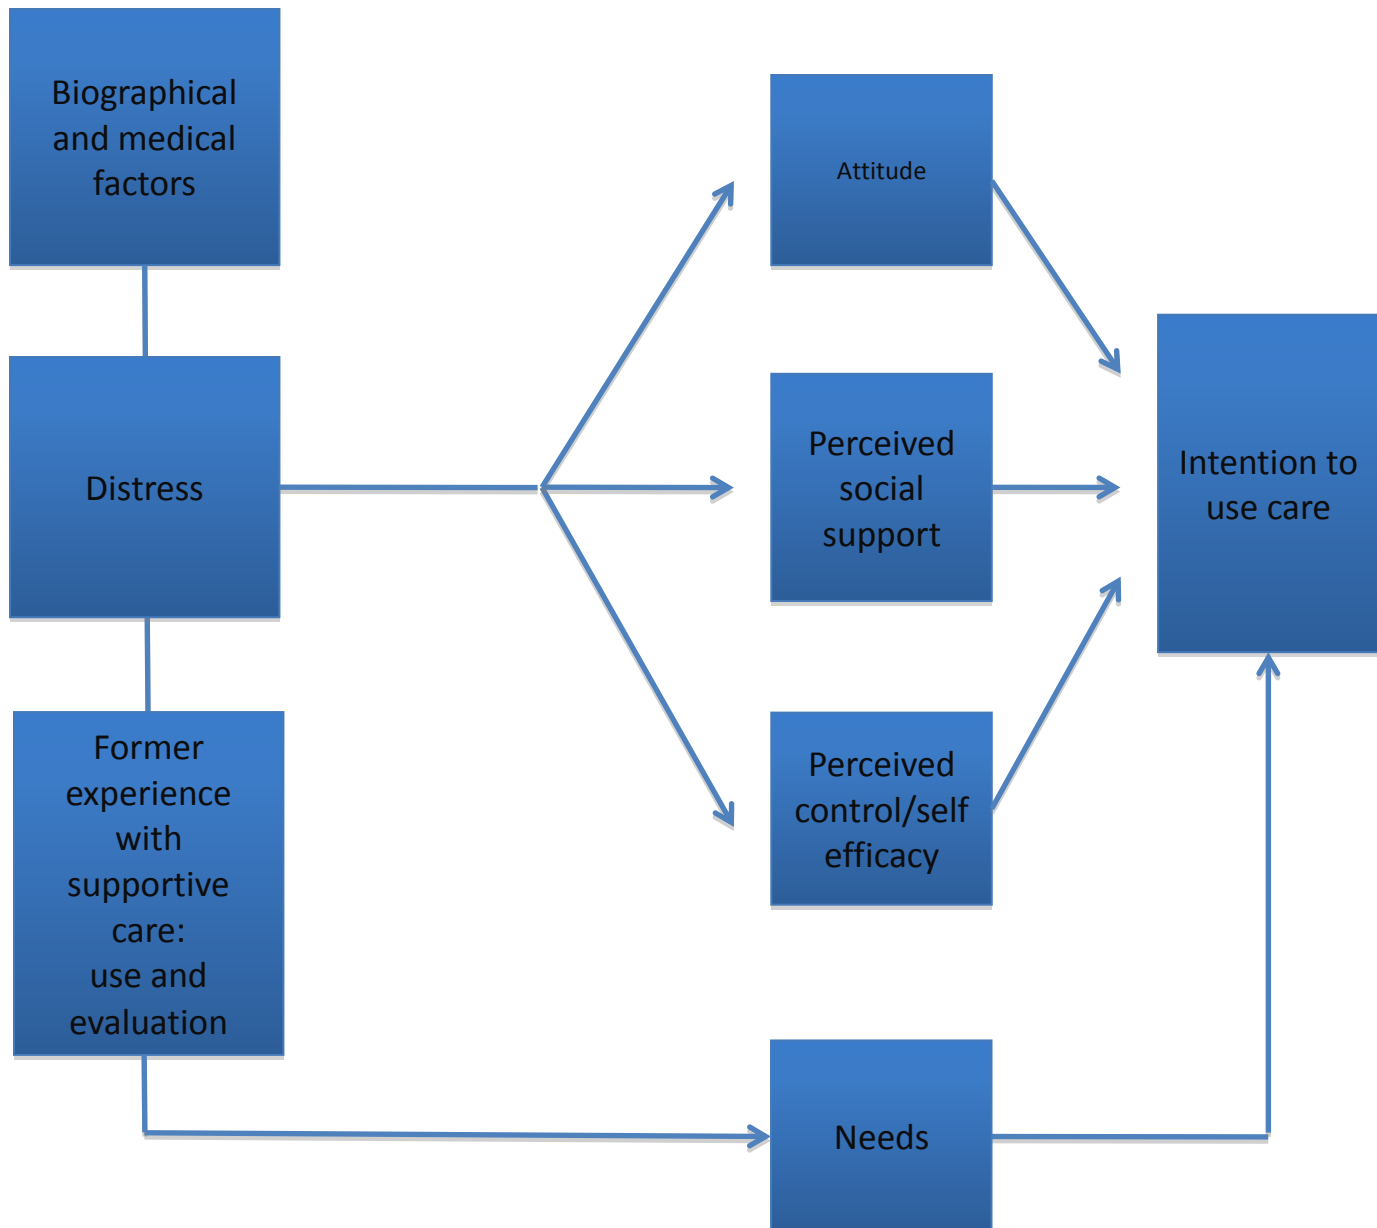 Biographical
and medical
factors
Attitude
Distress
Perceived
social
support
Intention to
use care
Former
experience
with
supportive
care:
use and
evaluation
Perceived
control/self
efficacy
Needs